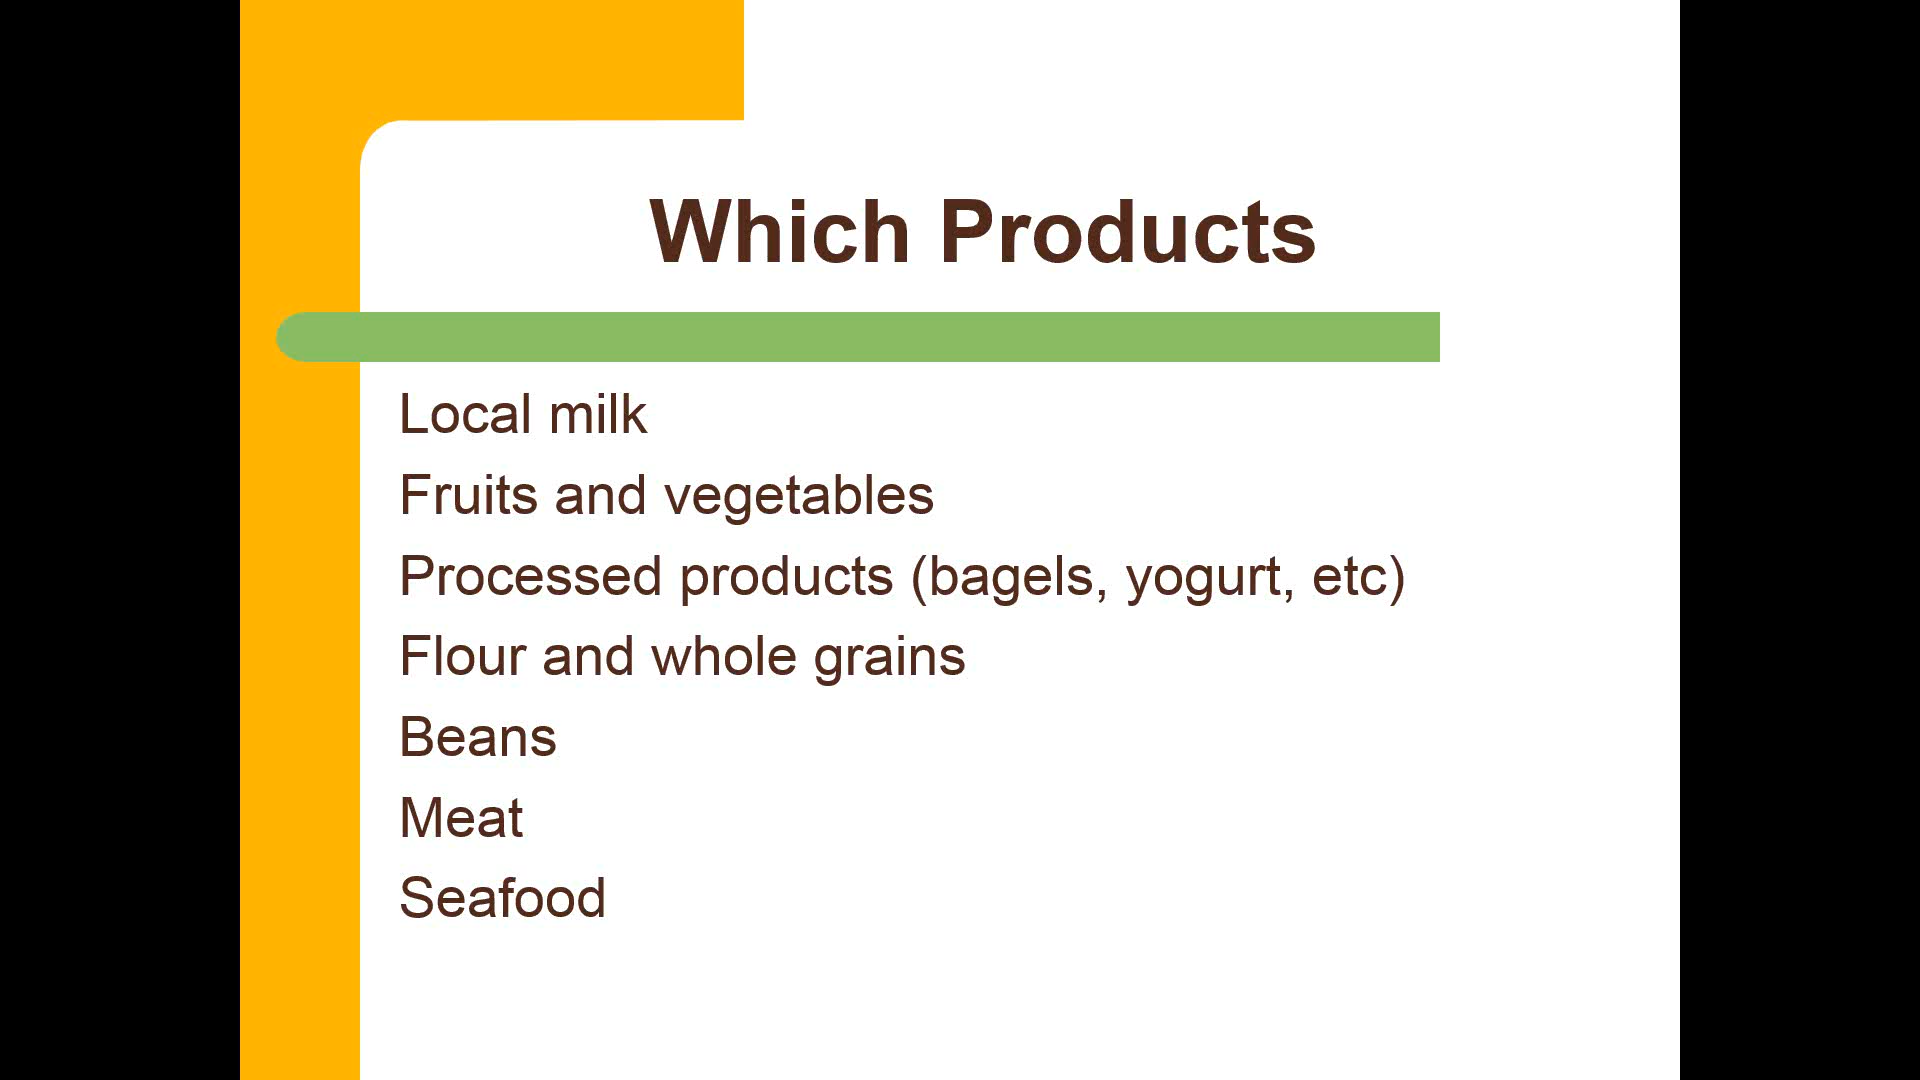 Which Products
Local milk
Fruits and vegetables
Processed products (bagels, yogurt, etc)
Flour and whole grains
Beans
Meat
Seafood